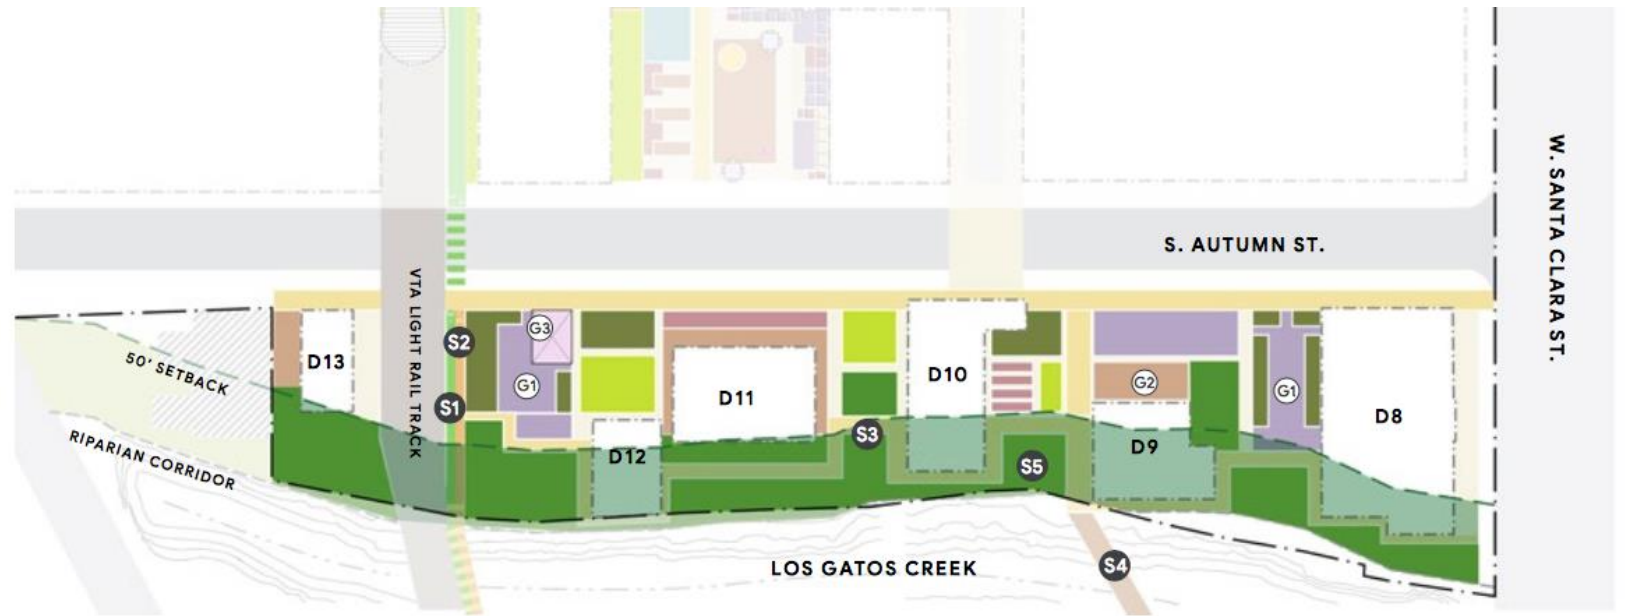 W. SANTA CLARA ST.
S. AUTUMN ST.
VTA LIGHT RAIL TRACK
50' SETBACK
RIPARIAN CORRIDOR
D13
S2
S1
G3
G1
D12
D11
S3
D10
S5
G2
D9
G1
D8
LOS GATOS CREEK
S4